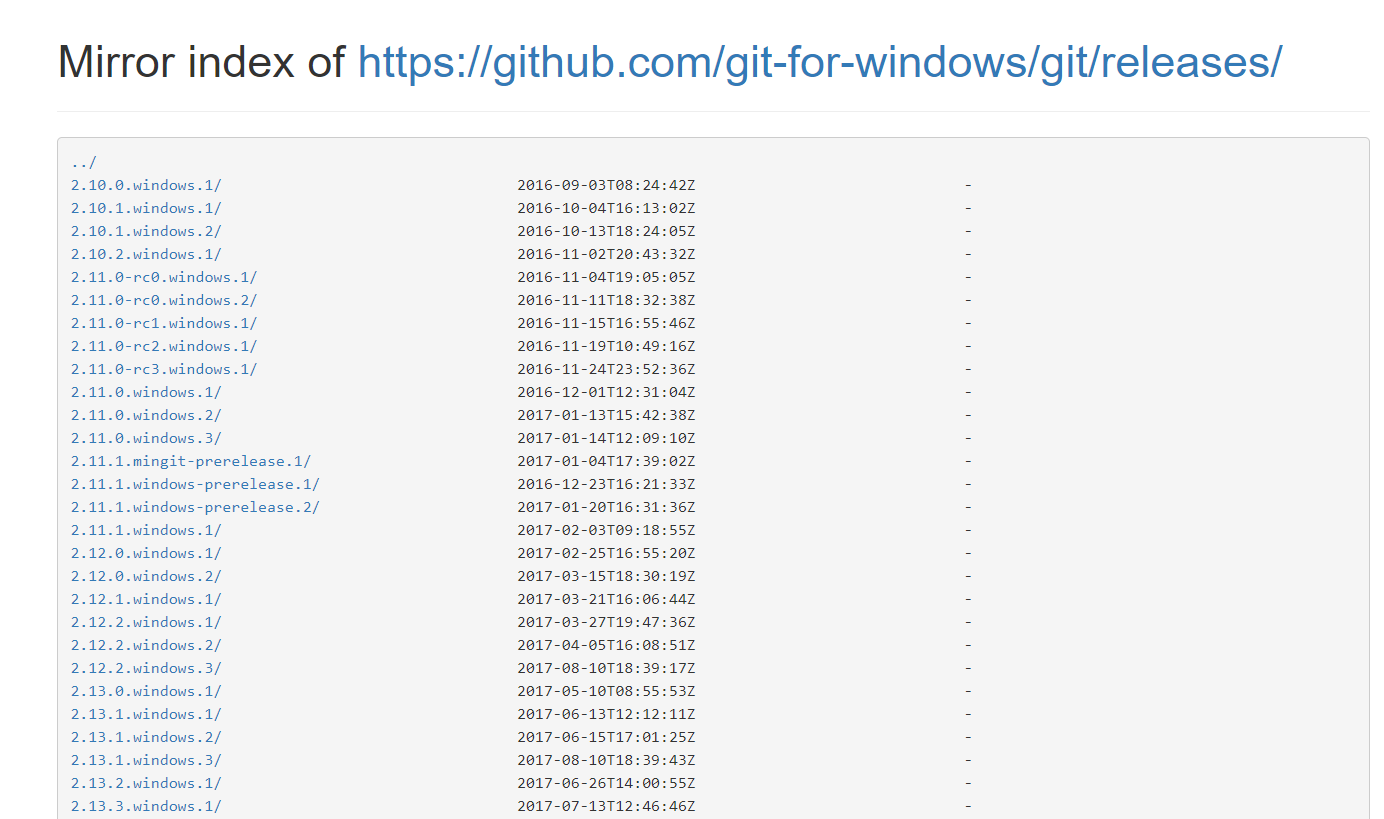 Mirror index of https://github.com/git-for-windows/git/releases/
../
2.10.0.windows.1/ 2016-09-03T08:24:42Z -
2.10.1.windows.1/ 2016-10-04T16:13:02Z -
2.10.1.windows.2/ 2016-10-13T18:24:05Z -
2.10.2.windows.1/ 2016-11-02T20:43:32Z -
2.11.0-rc0.windows.1/ 2016-11-04T19:05:05Z -
2.11.0-rc0.windows.2/ 2016-11-11T18:32:38Z -
2.11.0-rc1.windows.1/ 2016-11-15T16:55:46Z -
2.11.0-rc2.windows.1/ 2016-11-19T10:49:16Z -
2.11.0-rc3.windows.1/ 2016-11-24T23:52:36Z -
2.11.0.windows.1/ 2016-12-01T12:31:04Z -
2.11.0.windows.2/ 2017-01-13T15:42:38Z -
2.11.0.windows.3/ 2017-01-14T12:09:10Z -
2.11.1.mingit-prerelease.1/ 2017-01-04T17:39:02Z -
2.11.1.windows-prerelease.1/ 2016-12-23T16:21:33Z -
2.11.1.windows-prerelease.2/ 2017-01-20T16:31:36Z -
2.11.1.windows.1/ 2017-02-03T09:18:55Z -
2.12.0.windows.1/ 2017-02-25T16:55:20Z -
2.12.0.windows.2/ 2017-03-15T18:30:19Z -
2.12.1.windows.1/ 2017-03-21T16:06:44Z -
2.12.2.windows.1/ 2017-03-27T19:47:36Z -
2.12.2.windows.2/ 2017-04-05T16:08:51Z -
2.12.2.windows.3/ 2017-08-10T18:39:17Z -
2.13.0.windows.1/ 2017-05-10T08:55:53Z -
2.13.1.windows.1/ 2017-06-13T12:12:11Z -
2.13.1.windows.2/ 2017-06-15T17:01:25Z -
2.13.1.windows.3/ 2017-08-10T18:39:43Z -
2.13.2.windows.1/ 2017-06-26T14:00:55Z -
2.13.3.windows.1/ 2017-07-13T12:46:46Z -